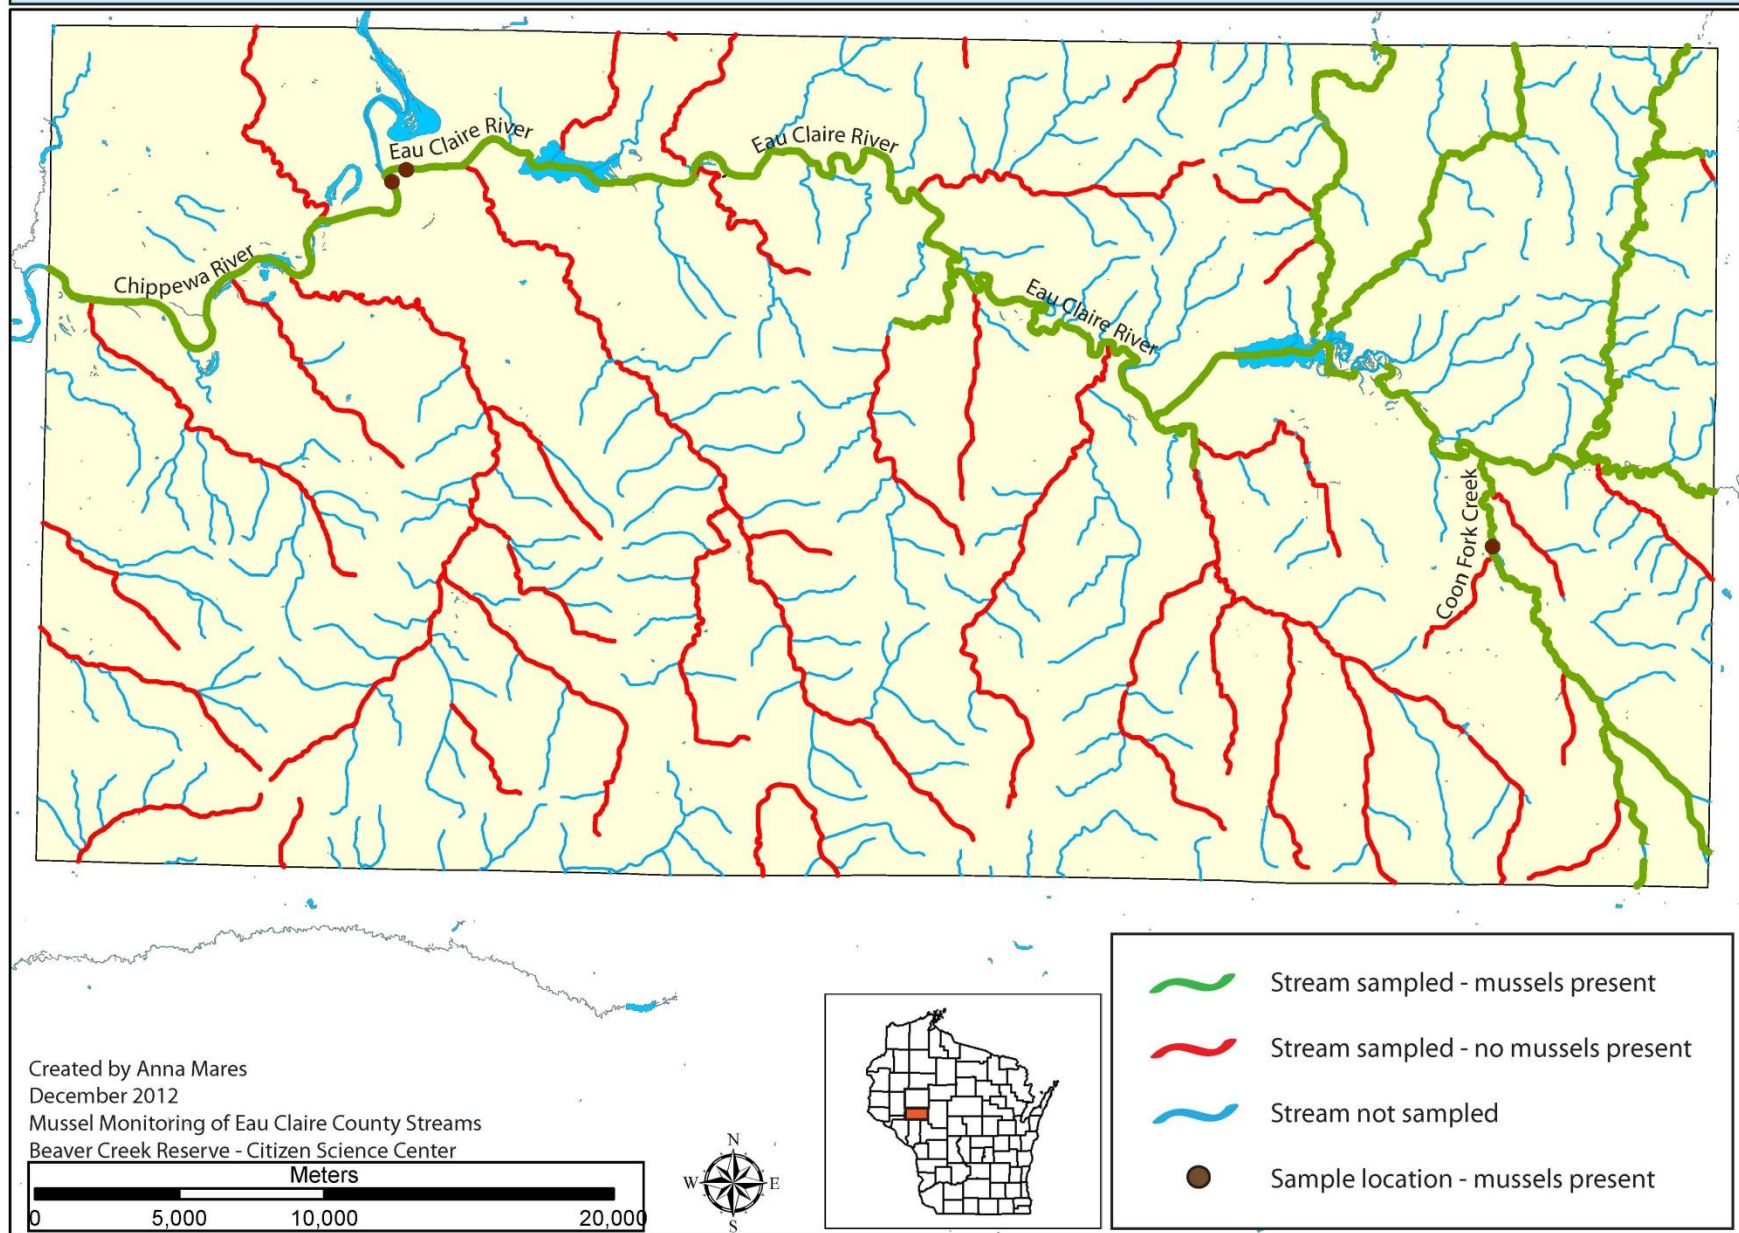 Eau Claire River
Eau Claire River
Chippewa River
Eau Claire River
Coon Fork Creek
Stream sampled - mussels present
Stream sampled - no mussels present
Stream not sampled
Sample location - mussels present
Created by Anna Mares
December 2012
Mussel Monitoring of Eau Claire County Streams
Beaver Creek Reserve - Citizen Science Center
Meters
0 5,000 10,000 20,000
N
W E
S